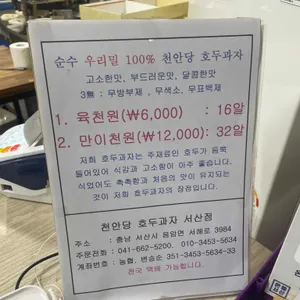 순수 우리밀 100% 천안당 호두과자
고소한맛, 부드러운맛, 달콤한맛
3無 : 무방부제, 무색소, 무표백제
1. 육천원(₩6,000) : 16알
2. 만이천원(₩12,000): 32알
저희 호두과자는 주재료인 호두가 듬뿍
들어있어 식감과 고소함이 아주 좋습니다.
식었어도 촉촉함과 처음의 맛이 유지되는
것이 저희 호두과자의 장점입니다.
천안당 호두과자 서산점
주소 : 충남 서산시 음암면 서해로 3984
주문전화 : 041-662-5200, 010-3453-5634
계좌번호 : 농협, 변승순 351-3453-5634-33
전국 택배 가능합니다.